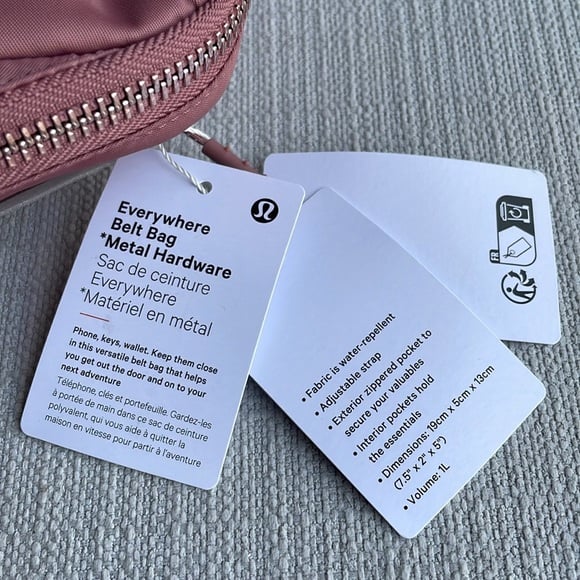 Everywhere
Belt Bag
*Metal Hardware
Sac de ceinture
Everywhere
*Matériel en métal
Phone, keys, wallet. Keep them close
in this versatile belt bag that helps
you get out the door and on to your
next adventure
Téléphone, clés et portefeuille. Gardez-les
à portée de main dans ce sac de ceinture
polyvalent, qui vous aide à quitter la
maison en vitesse pour partir à l'aventure
• Fabric is water-repellent
• Adjustable strap
• Exterior zippered pocket to
secure your valuables
• Interior pockets hold
the essentials
• Dimensions: 19cm x 5cm x 13cm
(7.5" x 2" x 5")
• Volume: 1L
FR